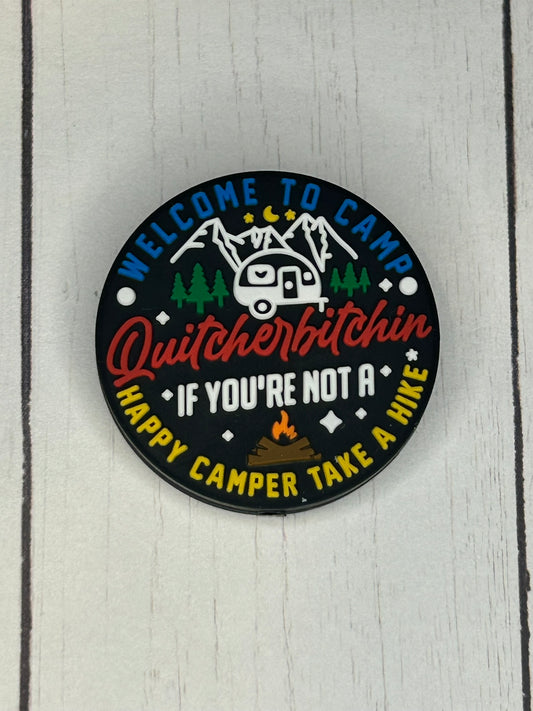 WELCOME TO CAMP
Quitcherbitchin
IF YOU'RE NOT A
HAPPY CAMPER TAKE A HIKE